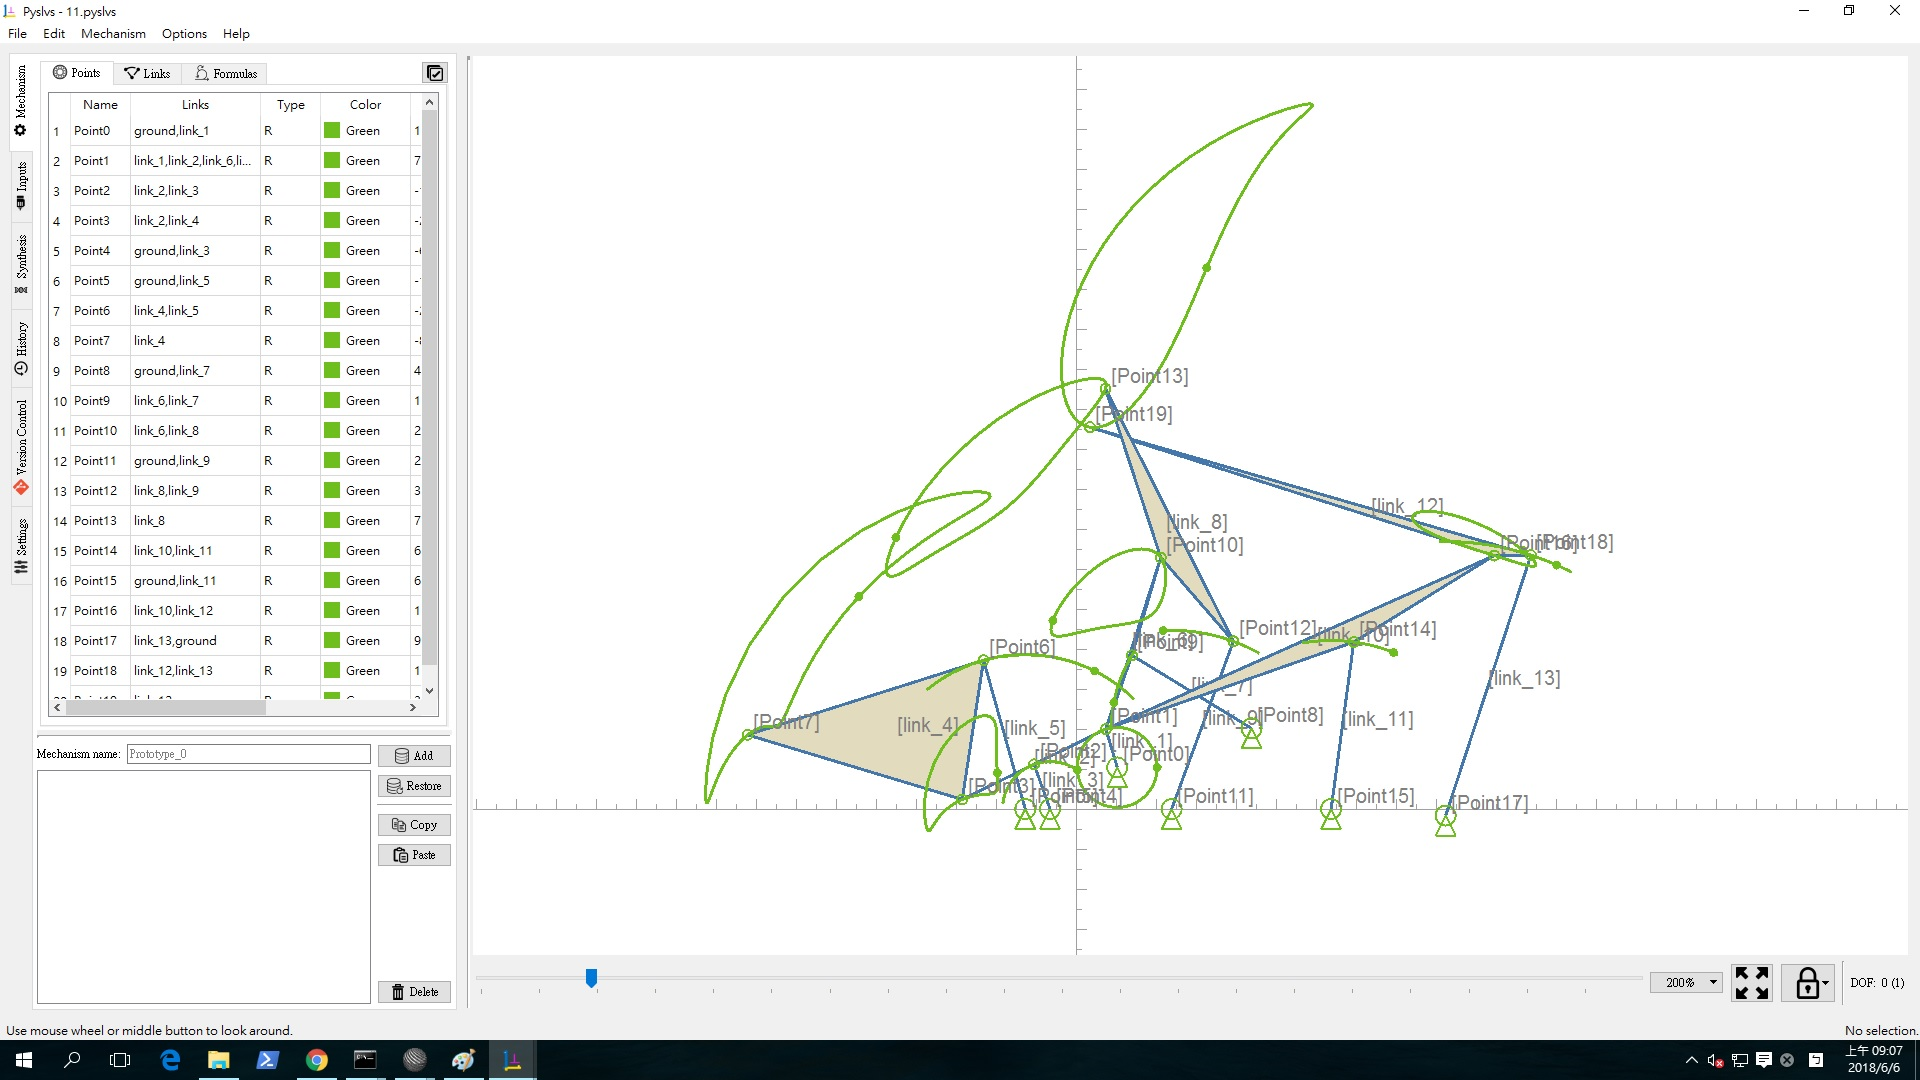 Pyslvs - 11.pyslvs
File Edit Mechanism Options Help
Mechanism
Inputs
Synthesis
History
Version Control
Settings
Points Links Formulas
Name Links Type Color
1 Point0 ground,link_1 R Green 1
2 Point1 link_1,link_2,link_6,li... R Green 7
3 Point2 link_2,link_3 R Green
4 Point3 link_2,link_4 R Green
5 Point4 ground,link_3 R Green
6 Point5 ground,link_5 R Green
7 Point6 link_4,link_5 R Green
8 Point7 link_4 R Green
9 Point8 ground,link_7 R Green 4
10 Point9 link_6,link_7 R Green 1
11 Point10 link_6,link_8 R Green 2
12 Point11 ground,link_9 R Green 2
13 Point12 link_8,link_9 R Green 3
14 Point13 link_8 R Green 7
15 Point14 link_10,link_11 R Green 6
16 Point15 ground,link_11 R Green 6
17 Point16 link_10,link_12 R Green 1
18 Point17 link_13,ground R Green 9
19 Point18 link_12,link_13 R Green 1
Mechanism name: Prototype_0
Add
Restore
Copy
Paste
Delete
[Point13]
[Point19]
[link_12]
[link_8]
[Point10]
[Point18]
[Point12]
[Point14]
[Point6]
[link_13]
[link_7]
[Point7]
[link_4]
[link_5]
[Point1]
[Point8]
[link_11]
[link_1]
[Point0]
[Point2]
[link_3]
[Point3]
[Point11]
[Point15]
[Point17]
200%
DOF: 0 (1)
Use mouse wheel or middle button to look around.
No selection.
上午 09:07
2018/6/6